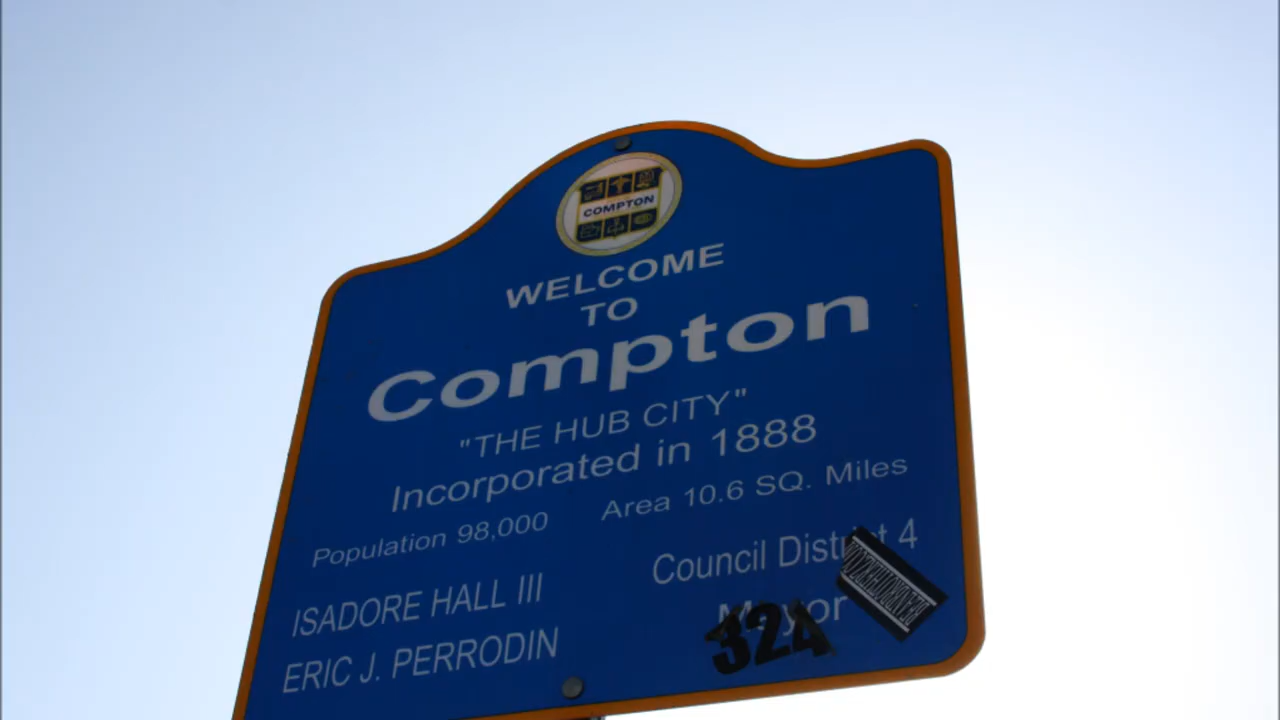 COMPTON
WELCOME
TO
Compton
"THE HUB CITY"
Incorporated in 1888
Population 98,000 Area 10.6 SQ. Miles
ISADORE HALL III Council District 4
ERIC J. PERRODIN Mayor
324